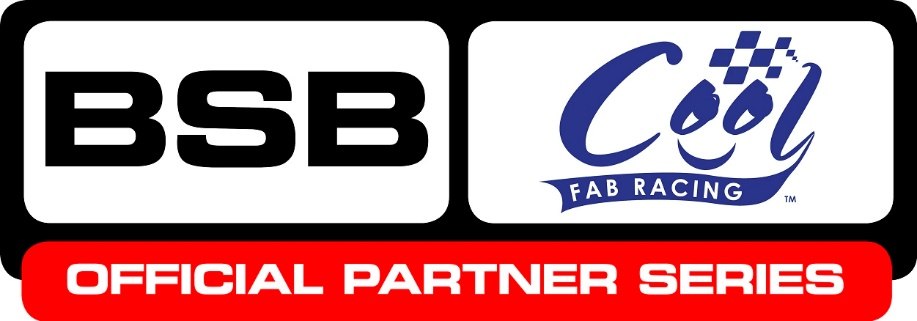 BSB
Cool
FAB RACING
TM
OFFICIAL PARTNER SERIES